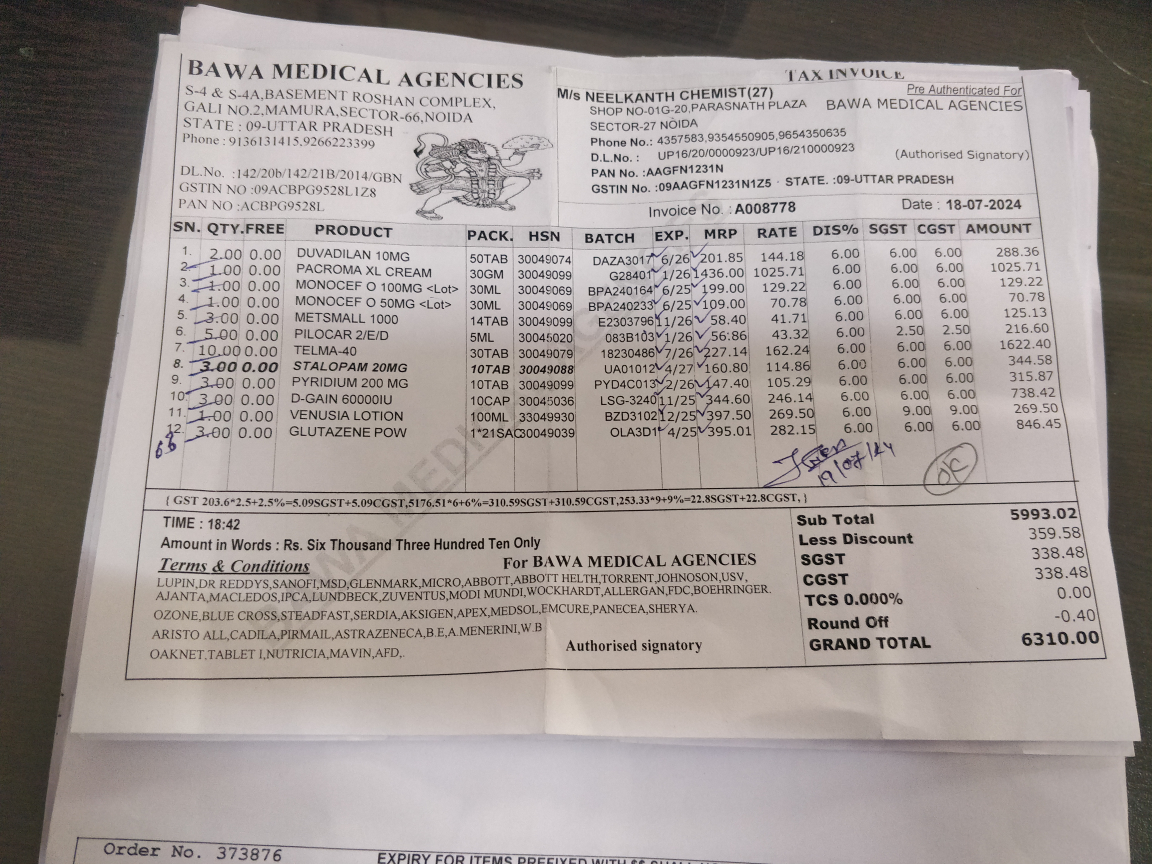 BAWA MEDICAL AGENCIES
S-4 & S-4A,BASEMENT ROSHAN COMPLEX,
GALI NO.2,MAMURA,SECTOR-66,NOIDA
STATE : 09-UTTAR PRADESH
Phone : 9136131415,9266223399
DL.No. :142/20b/142/21B/2014/GBN
GSTIN NO :09ACBPG9528L1Z8
PAN NO :ACBPG9528L
TAX INVOICE
M/s NEELKANTH CHEMIST(27)
SHOP NO-01G-20,PARASNATH PLAZA
SECTOR-27 NOIDA
Phone No.: 4357583,9354550905,9654350635
D.L.No.: UP16/20/0000923/UP16/210000923
PAN No. :AAGFN1231N
GSTIN No. :09AAGFN1231N1Z5 · STATE. :09-UTTAR PRADESH
Pre Authenticated For
BAWA MEDICAL AGENCIES
(Authorised Signatory)
Invoice No. : A008778 Date : 18-07-2024
SN. QTY. FREE PRODUCT PACK. HSN BATCH EXP. MRP RATE DIS% SGST CGST AMOUNT
1. 2.00 0.00 DUVADILAN 10MG 50TAB 30049074 DAZA3017 6/26 201.85 144.18 6.00 6.00 6.00 288.36
2. 1.00 0.00 PACROMA XL CREAM 30GM 30049099 G28401 1/26 1436.00 1025.71 6.00 6.00 6.00 1025.71
3. 1.00 0.00 MONOCEF O 100MG <Lot> 30ML 30049069 BPA240164 6/25 199.00 129.22 6.00 6.00 6.00 129.22
4. 1.00 0.00 MONOCEF O 50MG <Lot> 30ML 30049069 BPA240233 6/25 109.00 70.78 6.00 6.00 6.00 70.78
5. 3.00 0.00 METSMALL 1000 14TAB 30049099 E2303796 11/26 58.40 41.71 6.00 6.00 6.00 125.13
6. 5.00 0.00 PILOCAR 2/E/D 5ML 30045020 083B103 1/26 56.86 43.32 6.00 2.50 2.50 216.60
7. 10.00 0.00 TELMA-40 30TAB 30049079 18230486 7/26 227.14 162.24 6.00 6.00 6.00 1622.40
8. 3.00 0.00 STALOPAM 20MG 10TAB 30049088 UA01012 4/27 160.80 114.86 6.00 6.00 6.00 344.58
9. 3.00 0.00 PYRIDIUM 200 MG 10TAB 30049099 PYD4C013 2/26 147.40 105.29 6.00 6.00 6.00 315.87
10. 3.00 0.00 D-GAIN 60000IU 10CAP 30045036 LSG-3240 11/25 344.60 246.14 6.00 6.00 6.00 738.42
11. 1.00 0.00 VENUSIA LOTION 100ML 33049930 BZD3102 12/25 397.50 269.50 6.00 9.00 9.00 269.50
12. 3.00 0.00 GLUTAZENE POW 1*21SAC 30049039 OLA3D1 4/25 395.01 282.15 6.00 6.00 6.00 846.45
19/07/24
OK
{ GST 203.6*2.5+2.5%=5.09SGST+5.09CGST,5176.51*6+6%=310.59SGST+310.59CGST,253.33*9+9%=22.8SGST+22.8CGST, }
TIME : 18:42
Amount in Words : Rs. Six Thousand Three Hundred Ten Only
Terms & Conditions For BAWA MEDICAL AGENCIES
LUPIN,DR REDDYS,SANOFI,MSD,GLENMARK,MICRO,ABBOTT,ABBOTT HELTH,TORRENT,JOHNOSON,USV,
AJANTA,MACLEDOS,IPCA,LUNDBECK,ZUVENTUS,MODI MUNDI,WOCKHARDT,ALLERGAN,FDC,BOEHRINGER.
OZONE,BLUE CROSS,STEADFAST,SERDIA,AKSIGEN,APEX,MEDSOL,EMCURE,PANECEA,SHERYA.
ARISTO ALL,CADILA,PIRMAIL,ASTRAZENECA,B.E,A.MENERINI,W.B
OAKNET.TABLET I,NUTRICIA,MAVIN,AFD,.
Authorised signatory
Sub Total 5993.02
Less Discount 359.58
SGST 338.48
CGST 338.48
TCS 0.000% 0.00
Round Off -0.40
GRAND TOTAL 6310.00
Order No. 373876
EXPIRY FOR ITEMS PREFIXED WITH